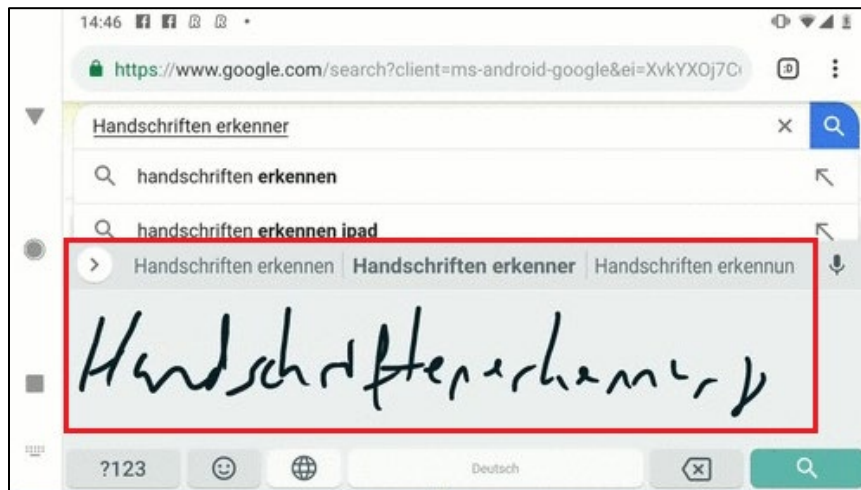 14:46
https://www.google.com/search?client=ms-android-google&ei=XvkYXOj7C
:D
Handschriften erkenner
handschriften erkennen
handschriften erkennen ipad
Handschriften erkennen Handschriften erkenner Handschriften erkennun
Handschriftenerkennung
?123 Deutsch